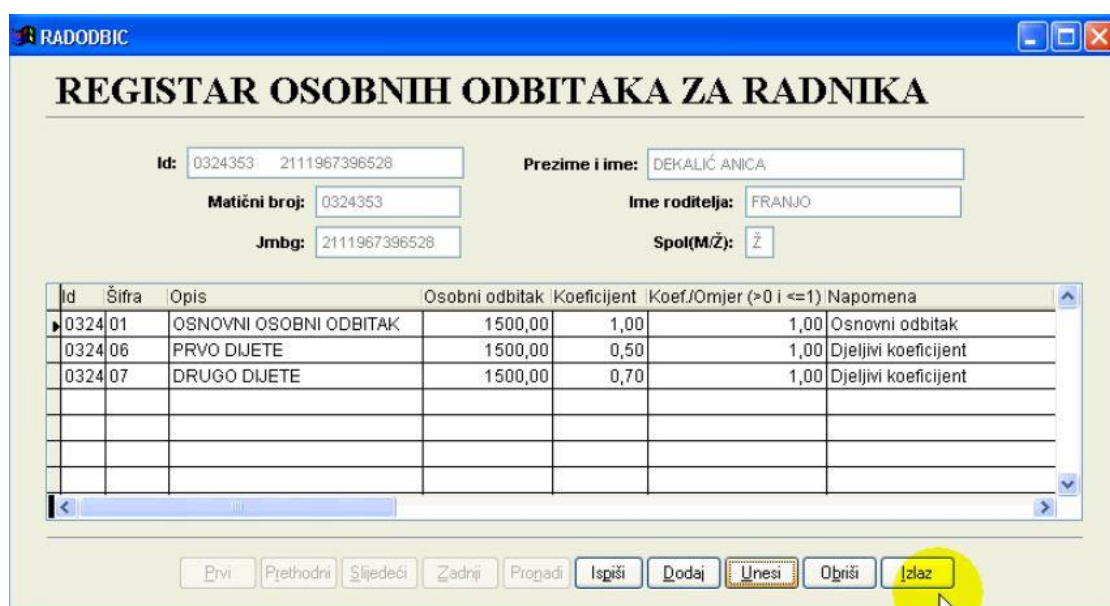 RADODBIC
REGISTAR OSOBNIH ODBITAKA ZA RADNIKA
Id: 0324353 2111967396528 Prezime i ime: DEKALIĆ ANICA
Matični broj: 0324353 Ime roditelja: FRANJO
Jmbg: 2111967396528 Spol(M/Ž): Ž
Id Šifra Opis Osobni odbitak Koeficijent Koef./Omjer (>0 i <=1) Napomena
0324 01 OSNOVNI OSOBNI ODBITAK 1500,00 1,00 1,00 Osnovni odbitak
0324 06 PRVO DIJETE 1500,00 0,50 1,00 Djeljivi koeficijent
0324 07 DRUGO DIJETE 1500,00 0,70 1,00 Djeljivi koeficijent
Prvi Prethodni Slijedeći Zadnji Pronađi Ispiši Dodaj Unesi Obriši Izlaz